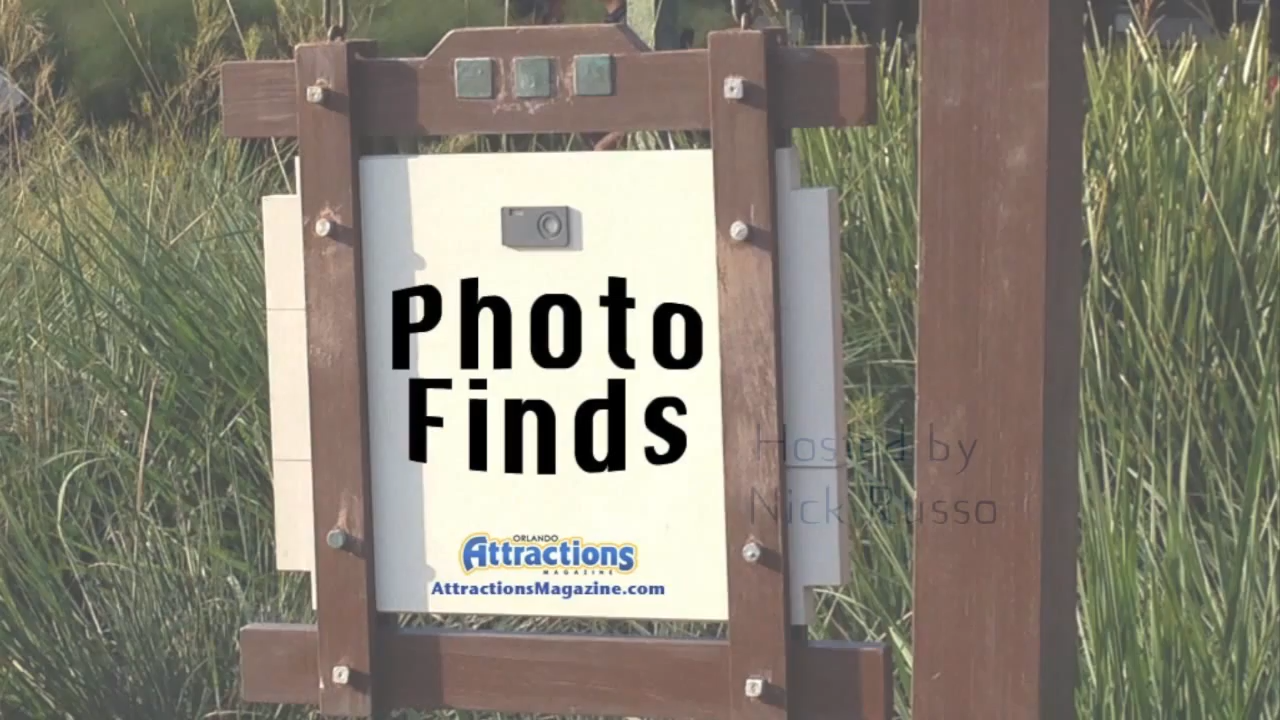 Photo
Finds
Hosted by
Nick Russo
ORLANDO
Attractions
MAGAZINE
AttractionsMagazine.com